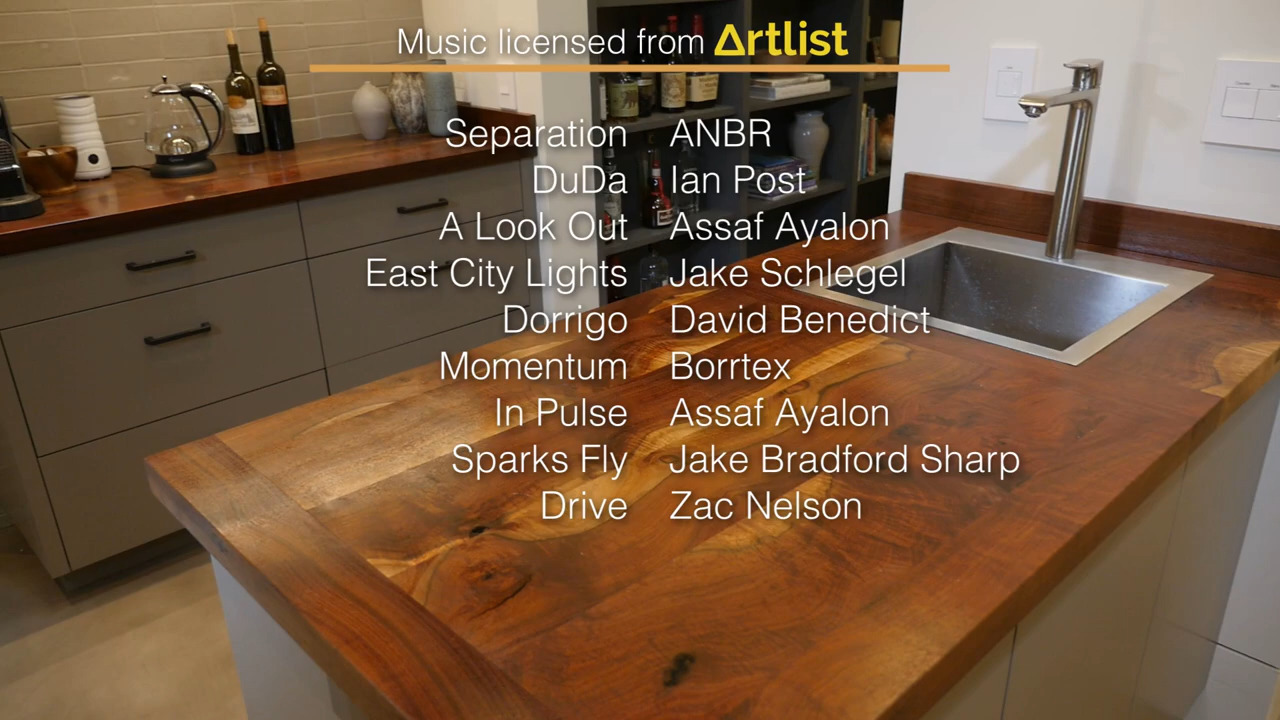 Music licensed from Artlist
Separation ANBR
DuDa Ian Post
A Look Out Assaf Ayalon
East City Lights Jake Schlegel
Dorrigo David Benedict
Momentum Borrtex
In Pulse Assaf Ayalon
Sparks Fly Jake Bradford Sharp
Drive Zac Nelson